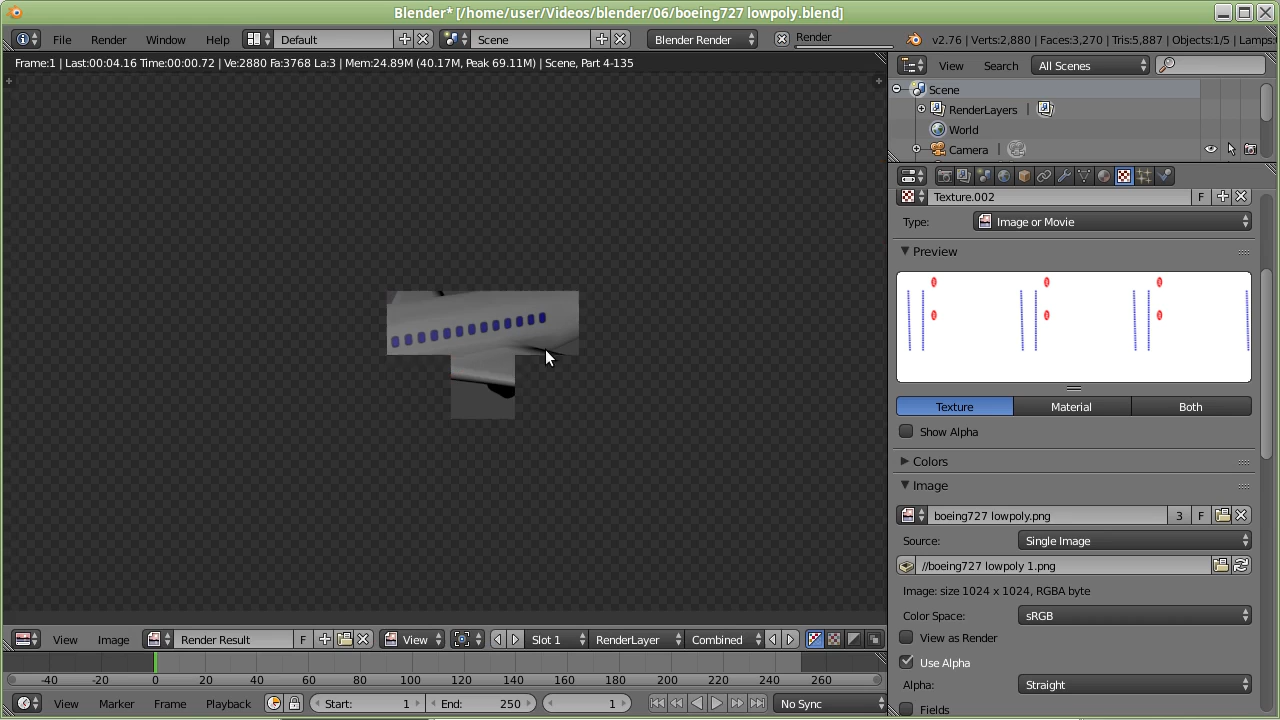 Blender* [/home/user/Videos/blender/06/boeing727 lowpoly.blend]
File Render Window Help Default Scene Blender Render Render v2.76 | Verts:2,880 | Faces:3,270 | Tris:5,887 | Objects:1/5 | Lamps:
Frame:1 | Last:00:04.16 Time:00:00.72 | Ve:2880 Fa:3768 La:3 | Mem:24.89M (40.17M, Peak 69.11M) | Scene, Part 4-135
View Search All Scenes
Scene
RenderLayers |
World
Camera |
Texture.002 F
Type: Image or Movie
Preview
Texture Material Both
Show Alpha
Colors
Image
boeing727 lowpoly.png 3 F
Source: Single Image
//boeing727 lowpoly 1.png
Image: size 1024 x 1024, RGBA byte
Color Space: sRGB
View as Render
Use Alpha
Alpha: Straight
Fields
View Image Render Result F View Slot 1 RenderLayer Combined
-40 -20 0 20 40 60 80 100 120 140 160 180 200 220 240 260
View Marker Frame Playback Start: 1 End: 250 1 No Sync